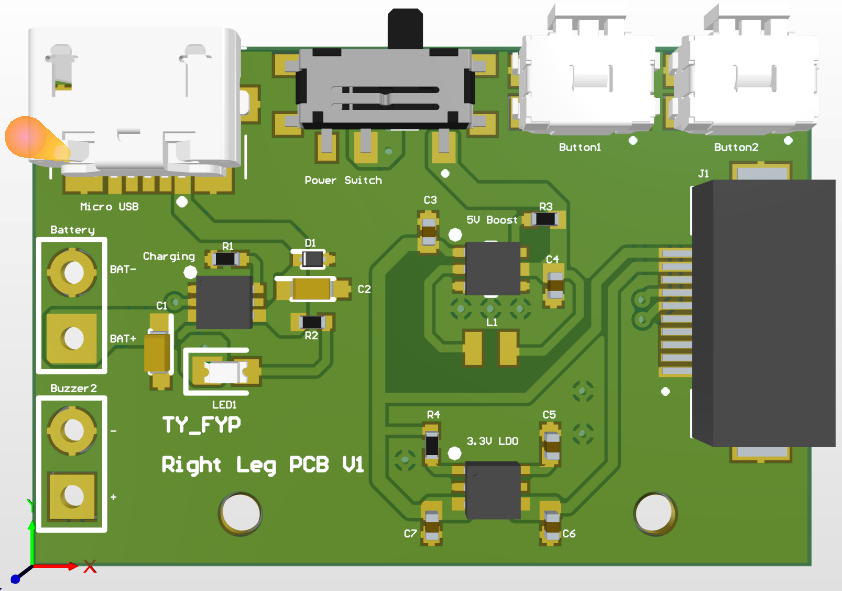 Button1
Button2
Power Switch
J1
Micro USB
C3
5V Boost
R3
Battery
Charging
R1
D1
BAT-
C4
C2
C1
L1
R2
BAT+
Buzzer2
LED1
TY_FYP
R4
C5
-
3.3V LDO
Right Leg PCB V1
+
C7
C6
Y
X